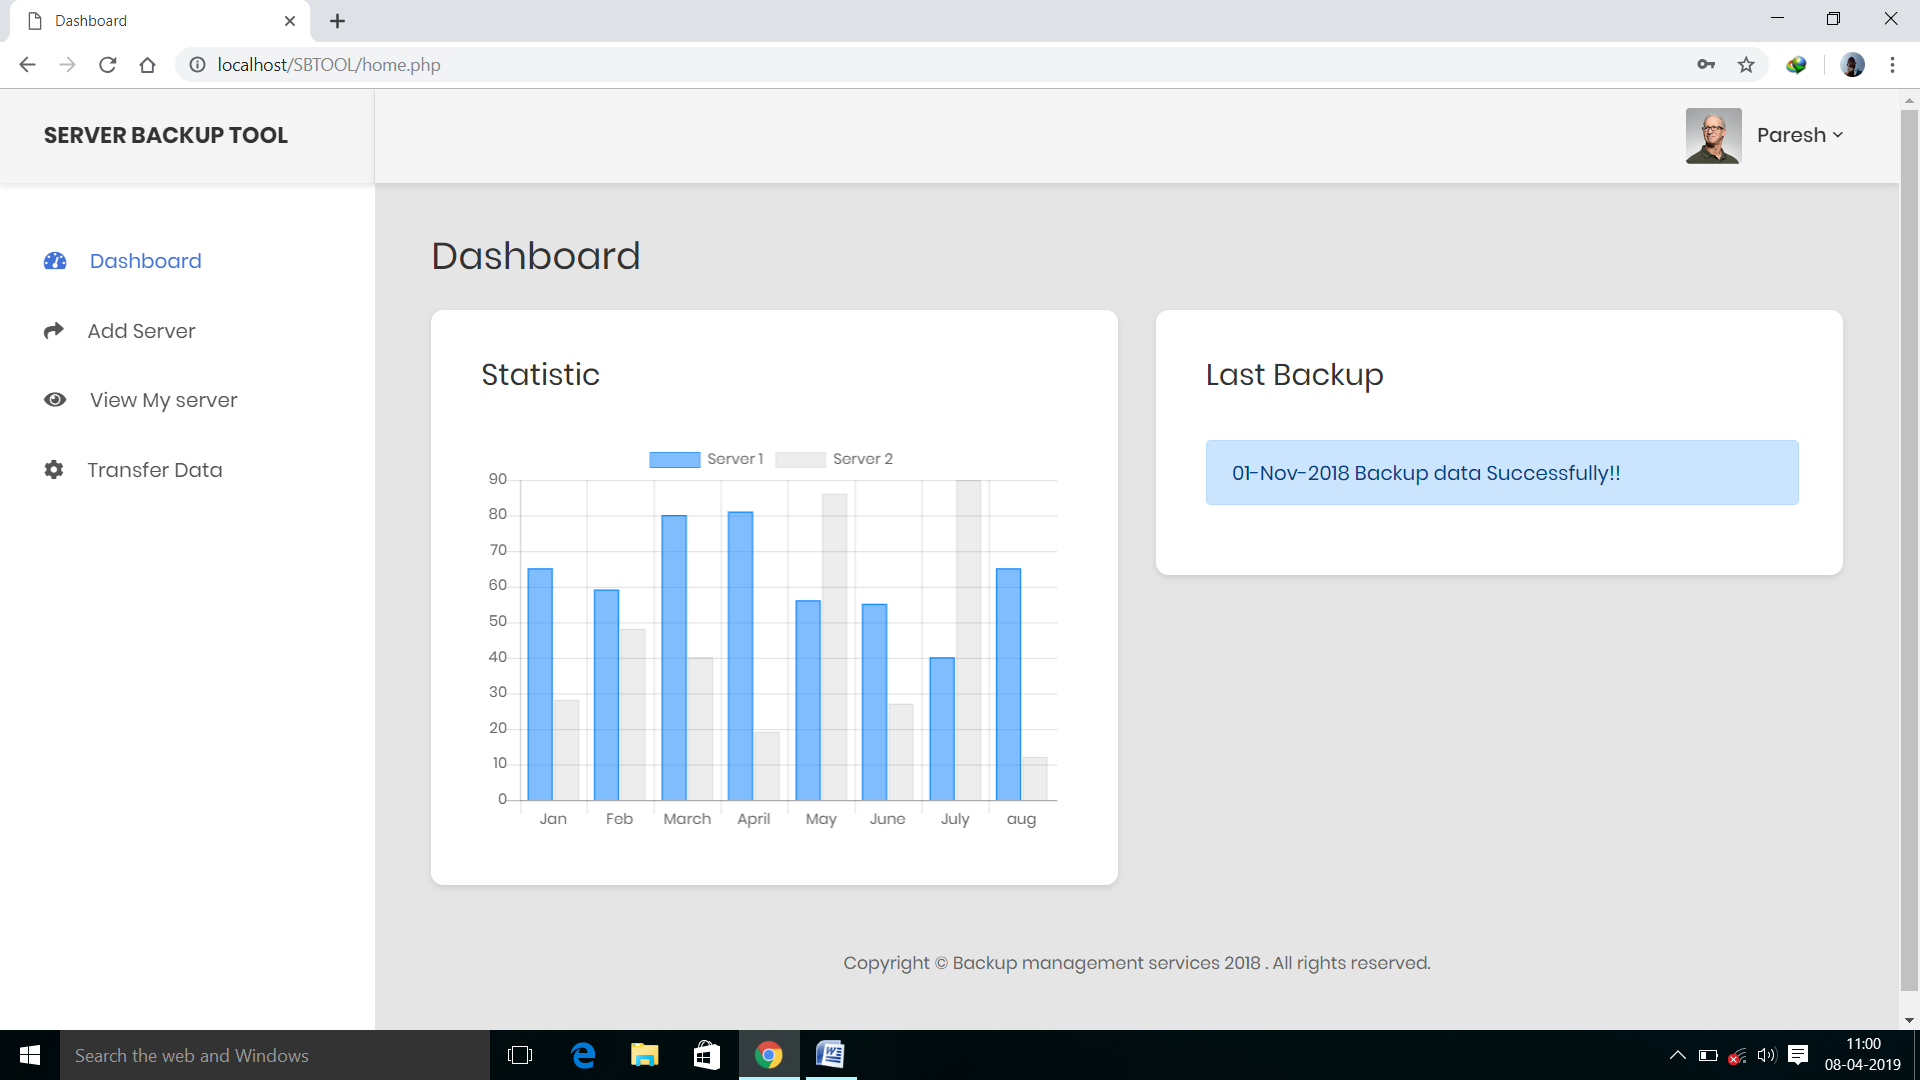 Dashboard
localhost/SBTOOL/home.php
SERVER BACKUP TOOL
Paresh
Dashboard
Add Server
View My server
Transfer Data
Dashboard
Statistic
Server 1 Server 2
90
80
70
60
50
40
30
20
10
0
Jan Feb March April May June July aug
Last Backup
01-Nov-2018 Backup data Successfully!!
Copyright © Backup management services 2018 . All rights reserved.
Search the web and Windows
11:00
08-04-2019